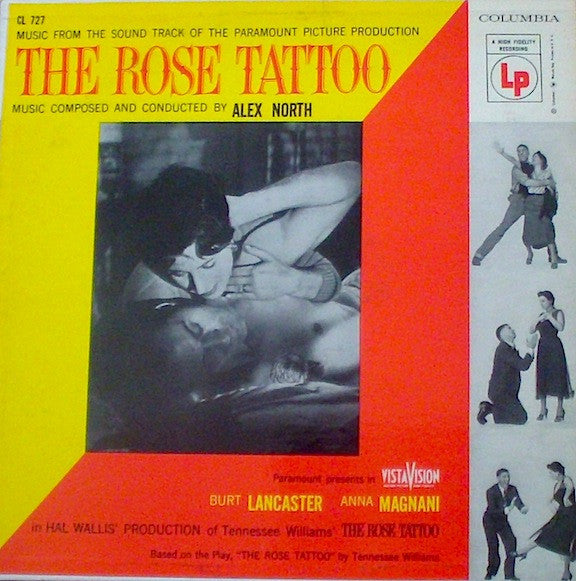 CL 727
COLUMBIA
MUSIC FROM THE SOUND TRACK OF THE PARAMOUNT PICTURE PRODUCTION
THE ROSE TATTOO
MUSIC COMPOSED AND CONDUCTED BY ALEX NORTH
A HIGH FIDELITY
RECORDING
LP
Paramount presents in VISTAVISION
BURT LANCASTER ANNA MAGNANI
in HAL WALLIS' PRODUCTION of Tennessee Williams' THE ROSE TATTOO
Based on the Play, "THE ROSE TATTOO" by Tennessee Williams